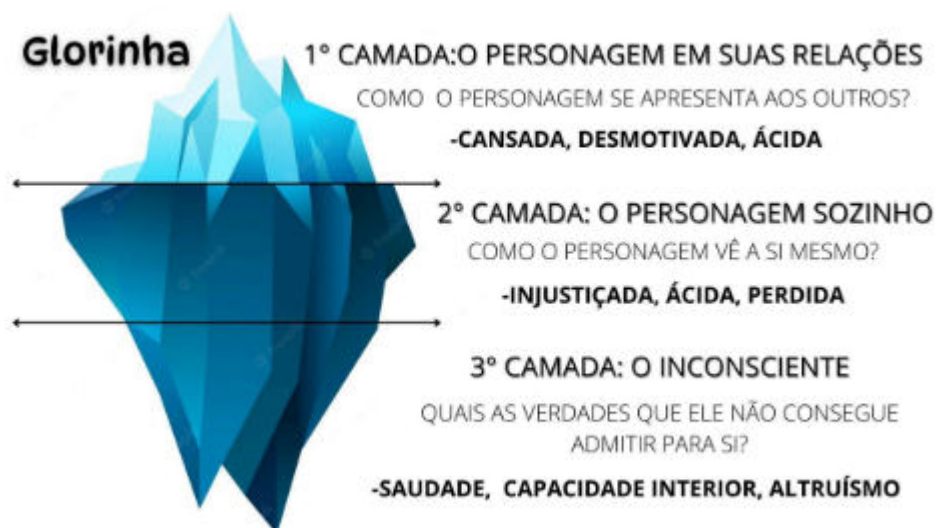 Glorinha
1° CAMADA:O PERSONAGEM EM SUAS RELAÇÕES
COMO O PERSONAGEM SE APRESENTA AOS OUTROS?
-CANSADA, DESMOTIVADA, ÁCIDA
2° CAMADA: O PERSONAGEM SOZINHO
COMO O PERSONAGEM VÊ A SI MESMO?
-INJUSTIÇADA, ÁCIDA, PERDIDA
3° CAMADA: O INCONSCIENTE
QUAIS AS VERDADES QUE ELE NÃO CONSEGUE
ADMITIR PARA SI?
-SAUDADE, CAPACIDADE INTERIOR, ALTRUÍSMO